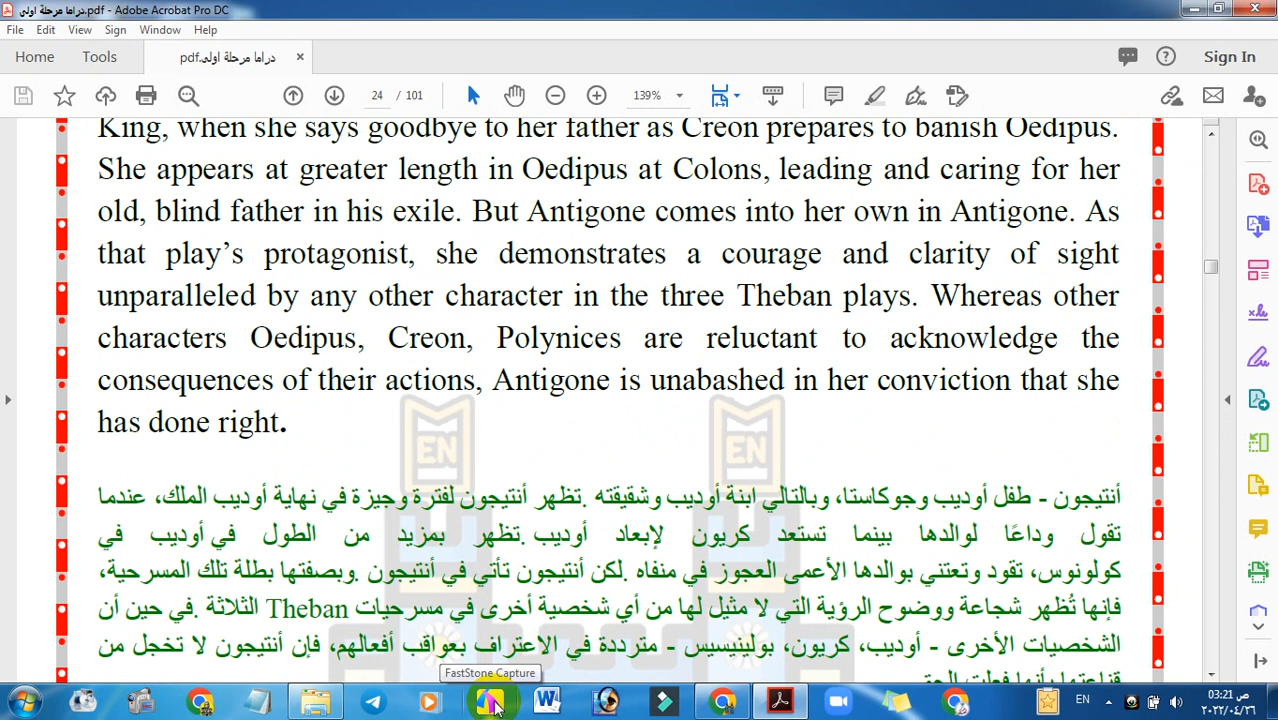 دراما مرحلة اولى.pdf - Adobe Acrobat Pro DC
File Edit View Sign Window Help
Home Tools دراما مرحلة اولى.pdf × Sign In
24 / 101 139%
King, when she says goodbye to her father as Creon prepares to banish Oedipus.
She appears at greater length in Oedipus at Colons, leading and caring for her
old, blind father in his exile. But Antigone comes into her own in Antigone. As
that play’s protagonist, she demonstrates a courage and clarity of sight
unparalleled by any other character in the three Theban plays. Whereas other
characters Oedipus, Creon, Polynices are reluctant to acknowledge the
consequences of their actions, Antigone is unabashed in her conviction that she
has done right.
EN EN
أنتيجون - طفل أوديب وجوكاستا، وبالتالي ابنة أوديب وشقيقته .تظهر أنتيجون لفترة وجيزة في نهاية أوديب الملك، عندما
تقول وداعًا لوالدها بينما تستعد كريون لإبعاد أوديب .تظهر بمزيد من الطول في أوديب في
كولونوس، تقود وتعتني بوالدها الأعمى العجوز في منفاه .لكن أنتيجون تأتي في أنتيجون .وبصفتها بطلة تلك المسرحية،
فإنها تُظهر شجاعة ووضوح الرؤية التي لا مثيل لها من أي شخصية أخرى في مسرحيات Theban الثلاثة .في حين أن
الشخصيات الأخرى - أوديب، كريون، بولينيسيس - مترددة في الاعتراف بعواقب أفعالهم، فإن أنتيجون لا تخجل من
قناعتها بأنها فعلت الحق
FastStone Capture
EN
03:21 ص
٢٠٢٢/٠٤/٢٦